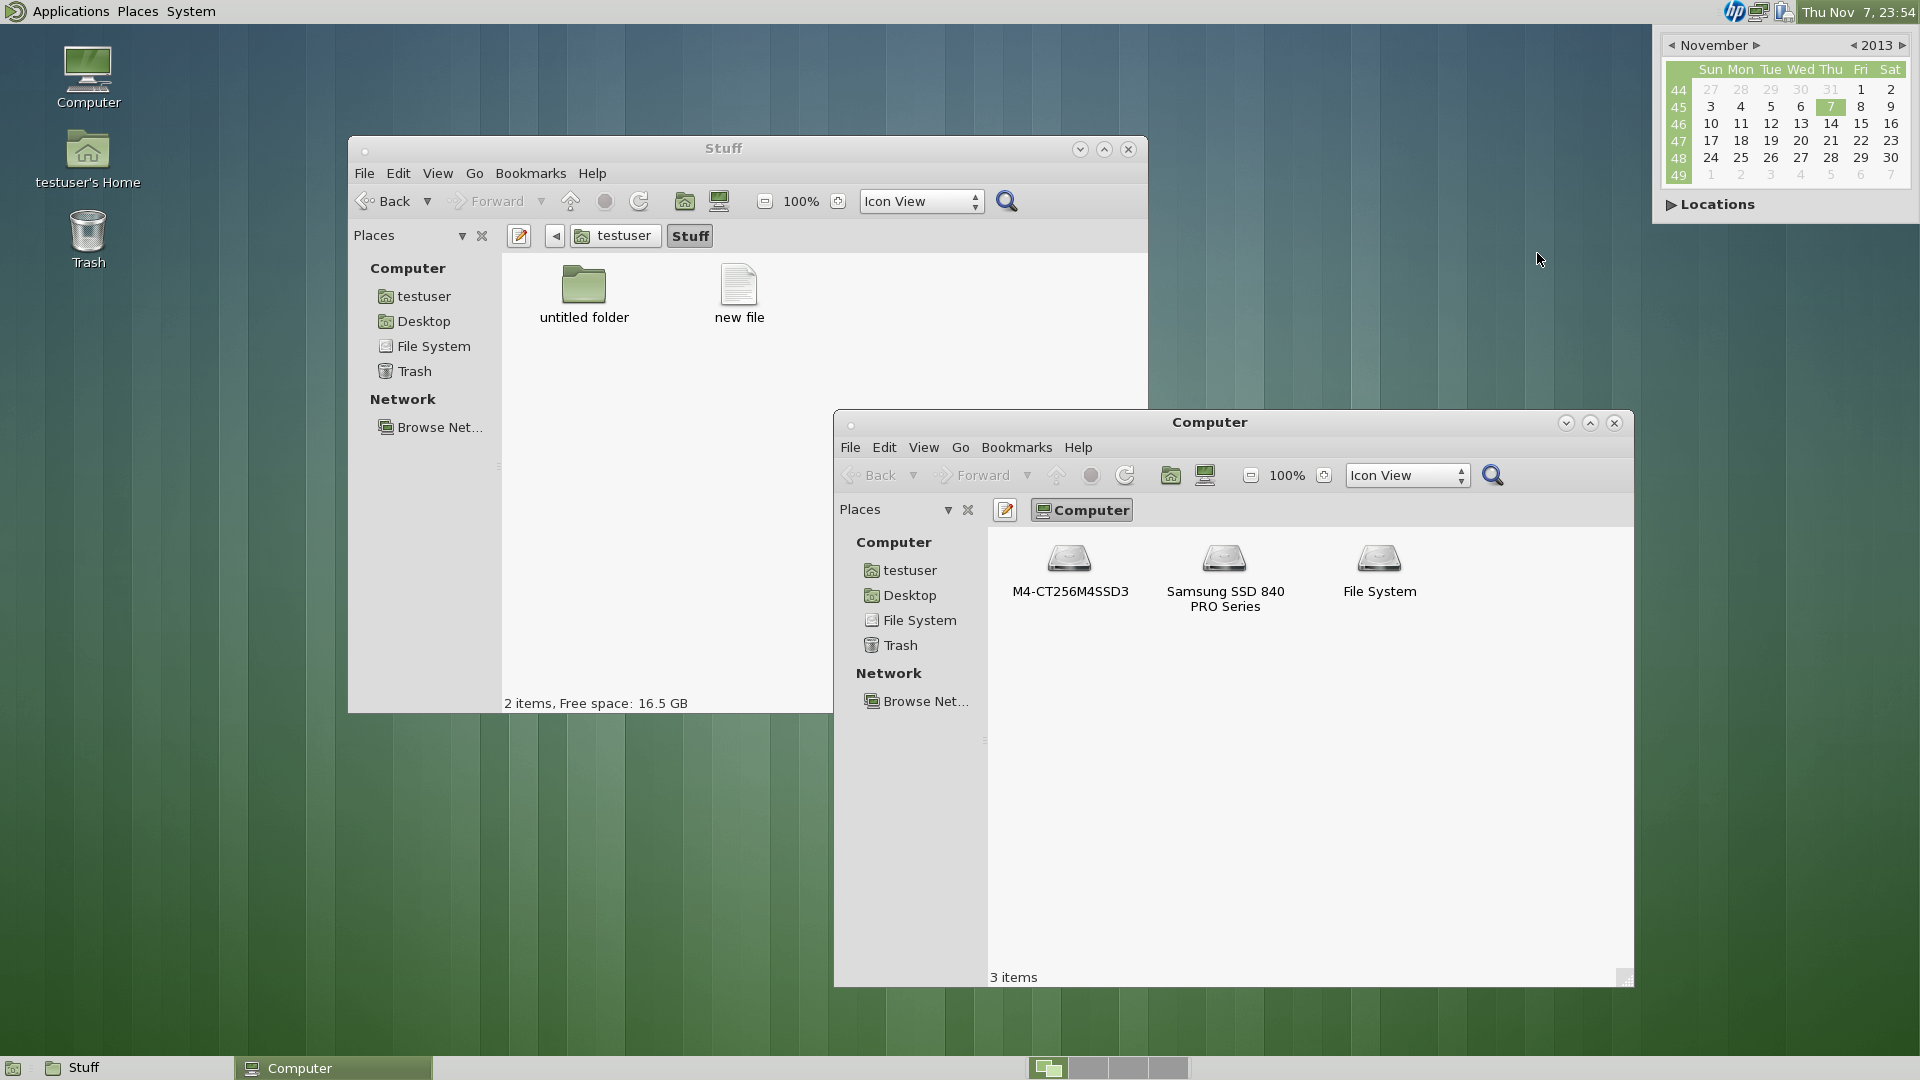 Applications Places System
hp
Thu Nov 7, 23:54
November 2013
Sun Mon Tue Wed Thu Fri Sat
44 27 28 29 30 31 1 2
45 3 4 5 6 7 8 9
46 10 11 12 13 14 15 16
47 17 18 19 20 21 22 23
48 24 25 26 27 28 29 30
49 1 2 3 4 5 6 7
Locations
Computer
testuser's Home
Trash
Stuff
File Edit View Go Bookmarks Help
Back Forward 100% Icon View
Places testuser Stuff
Computer
testuser
Desktop
File System
Trash
Network
Browse Net...
untitled folder
new file
2 items, Free space: 16.5 GB
Computer
File Edit View Go Bookmarks Help
Back Forward 100% Icon View
Places Computer
Computer
testuser
Desktop
File System
Trash
Network
Browse Net...
M4-CT256M4SSD3
Samsung SSD 840
PRO Series
File System
3 items
Stuff
Computer